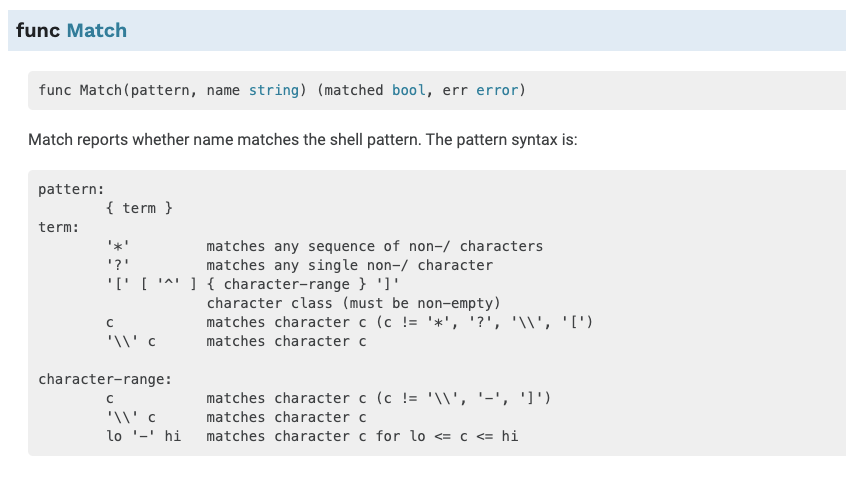 func Match
func Match(pattern, name string) (matched bool, err error)
Match reports whether name matches the shell pattern. The pattern syntax is:
pattern:
{ term }
term:
'*' matches any sequence of non-/ characters
'?' matches any single non-/ character
'[' [ '^' ] { character-range } ']'
character class (must be non-empty)
c matches character c (c != '*', '?', '\\', '[')
'\\' c matches character c
character-range:
c matches character c (c != '\\', '-', ']')
'\\' c matches character c
lo '-' hi matches character c for lo <= c <= hi